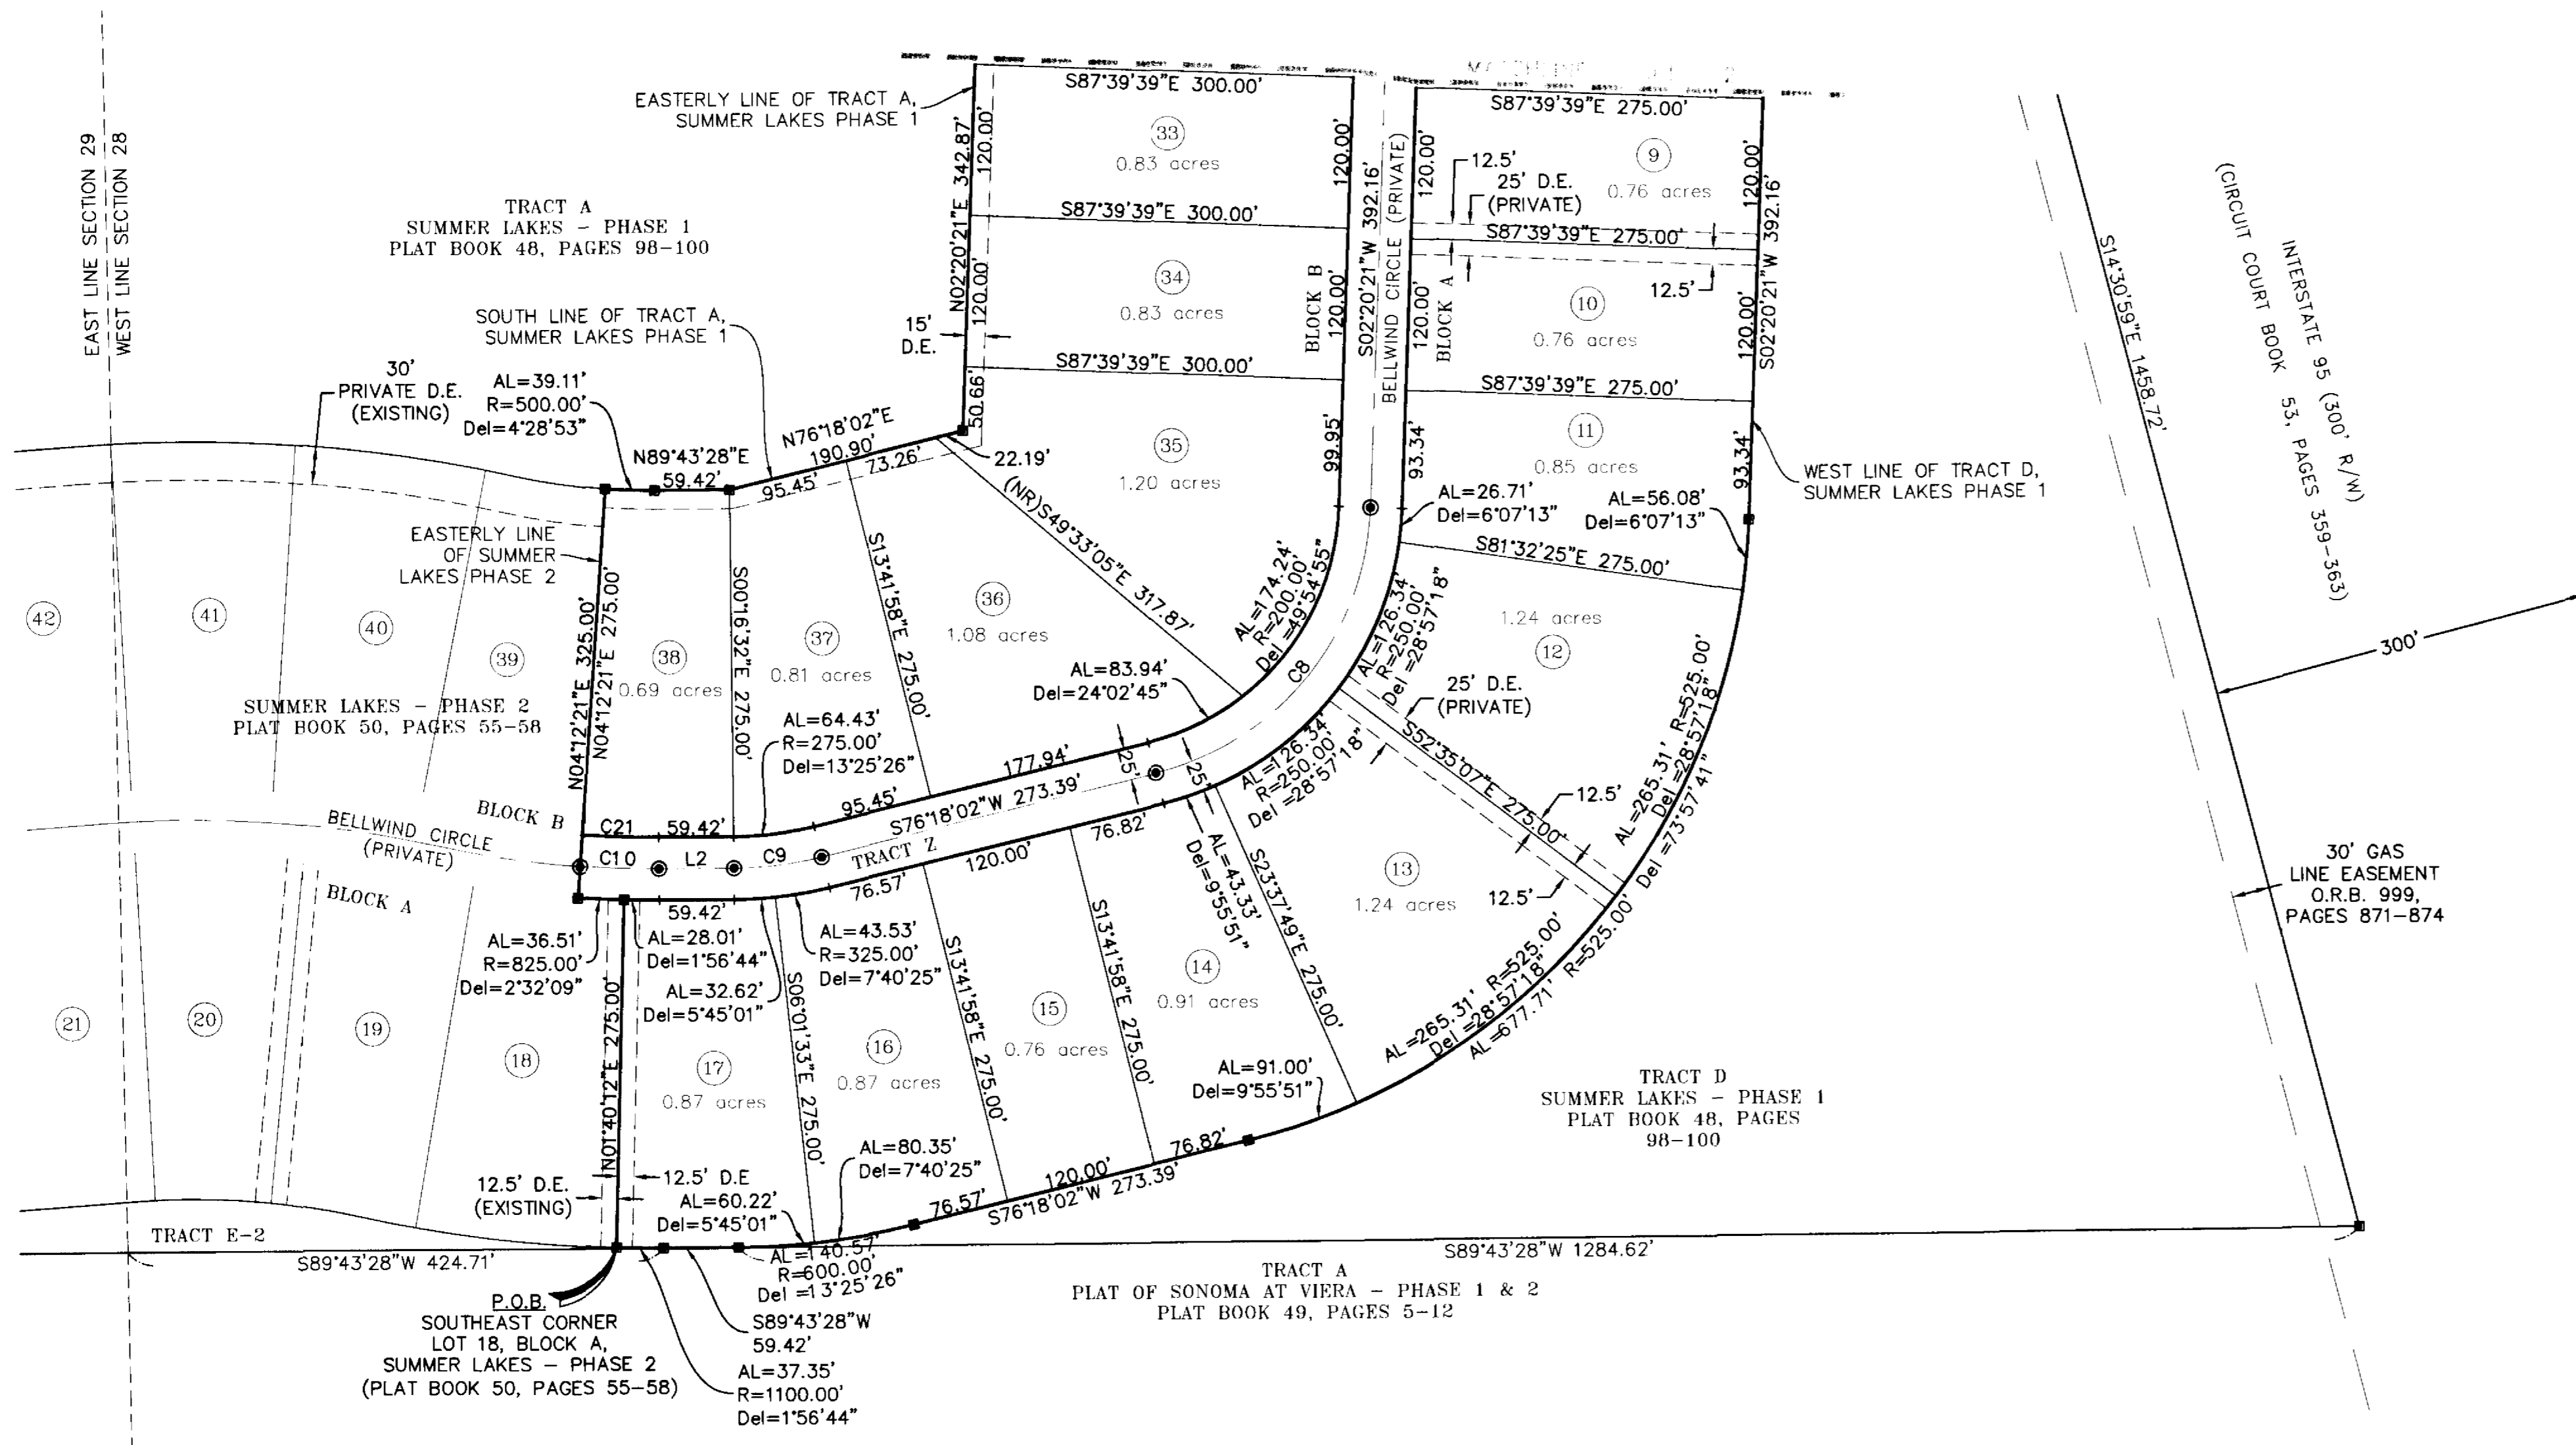 EAST LINE SECTION 29
WEST LINE SECTION 28
EASTERLY LINE OF TRACT A,
SUMMER LAKES PHASE 1
TRACT A
SUMMER LAKES – PHASE 1
PLAT BOOK 48, PAGES 98–100
SOUTH LINE OF TRACT A,
SUMMER LAKES PHASE 1
15'
D.E.
30'
PRIVATE D.E.
(EXISTING)
AL=39.11'
R=500.00'
Del=4°28'53"
N89°43'28"E
59.42'
N76°18'02"E
190.90'
95.45'
73.26'
22.19'
50.66'
N02°20'21"E 342.87'
120.00'
120.00'
S87°39'39"E 300.00'
33
0.83 acres
120.00'
S87°39'39"E 300.00'
34
0.83 acres
120.00'
BLOCK B
S87°39'39"E 300.00'
35
1.20 acres
99.95'
S02°20'21"W 392.16'
BELLWIND CIRCLE (PRIVATE)
BLOCK A
S87°39'39"E 275.00'
9
0.76 acres
120.00'
120.00'
12.5'
25' D.E.
(PRIVATE)
S87°39'39"E 275.00'
12.5'
10
0.76 acres
120.00'
120.00'
S02°20'21"W 392.16'
S87°39'39"E 275.00'
11
0.85 acres
93.34'
93.34'
AL=26.71'
Del=6°07'13"
AL=56.08'
Del=6°07'13"
S81°32'25"E 275.00'
WEST LINE OF TRACT D,
SUMMER LAKES PHASE 1
S14°30'59"E 1458.72'
INTERSTATE 95 (300' R/W)
(CIRCUIT COURT BOOK 53, PAGES 359–363)
300'
30' GAS
LINE EASEMENT
O.R.B. 999,
PAGES 871–874
EASTERLY LINE
OF SUMMER
LAKES PHASE 2
42
41
40
39
SUMMER LAKES – PHASE 2
PLAT BOOK 50, PAGES 55–58
N04°12'21"E 325.00'
N04°12'21"E 275.00'
38
0.69 acres
S00°16'32"E 275.00'
37
0.81 acres
S13°41'58"E 275.00'
36
1.08 acres
(NR)S49°33'05"E 317.87'
AL=174.24'
R=200.00'
Del =49°54'55"
AL=83.94'
Del=24°02'45"
AL=64.43'
R=275.00'
Del=13°25'26"
C8
AL=126.34'
R=250.00'
Del =28°57'18"
1.24 acres
12
25' D.E.
(PRIVATE)
S52°35'07"E 275.00'
12.5'
12.5'
AL=265.31' R=525.00'
Del=28°57'18"
Del =73°57'41"
BLOCK B
BELLWIND CIRCLE
(PRIVATE)
BLOCK A
C21
59.42'
95.45'
177.94'
25'
25'
C10
L2
C9
TRACT Z
S76°18'02"W 273.39'
59.42'
76.57'
120.00'
76.82'
AL=126.34'
R=250.00'
Del =28°57'18"
AL=43.33'
Del=9°55'51"
S23°37'49"E 275.00'
13
1.24 acres
AL=36.51'
R=825.00'
Del=2°32'09"
AL=28.01'
Del=1°56'44"
AL=32.62'
Del=5°45'01"
AL=43.53'
R=325.00'
Del=7°40'25"
21
20
19
18
N01°40'12"E 275.00'
17
0.87 acres
S06°01'33"E 275.00'
16
0.87 acres
S13°41'58"E 275.00'
15
0.76 acres
S13°41'58"E 275.00'
14
0.91 acres
AL=265.31' R=525.00'
Del =28°57'18"
AL=677.71' R=525.00'
AL=91.00'
Del=9°55'51"
TRACT D
SUMMER LAKES – PHASE 1
PLAT BOOK 48, PAGES
98–100
12.5' D.E.
(EXISTING)
12.5' D.E
AL=60.22'
Del=5°45'01"
AL=80.35'
Del=7°40'25"
76.57'
120.00'
76.82'
S76°18'02"W 273.39'
TRACT E–2
S89°43'28"W 424.71'
S89°43'28"W 1284.62'
AL=140.57'
R=600.00'
Del =13°25'26"
S89°43'28"W
59.42'
AL=37.35'
R=1100.00'
Del=1°56'44"
P.O.B.
SOUTHEAST CORNER
LOT 18, BLOCK A,
SUMMER LAKES – PHASE 2
(PLAT BOOK 50, PAGES 55–58)
TRACT A
PLAT OF SONOMA AT VIERA – PHASE 1 & 2
PLAT BOOK 49, PAGES 5–12